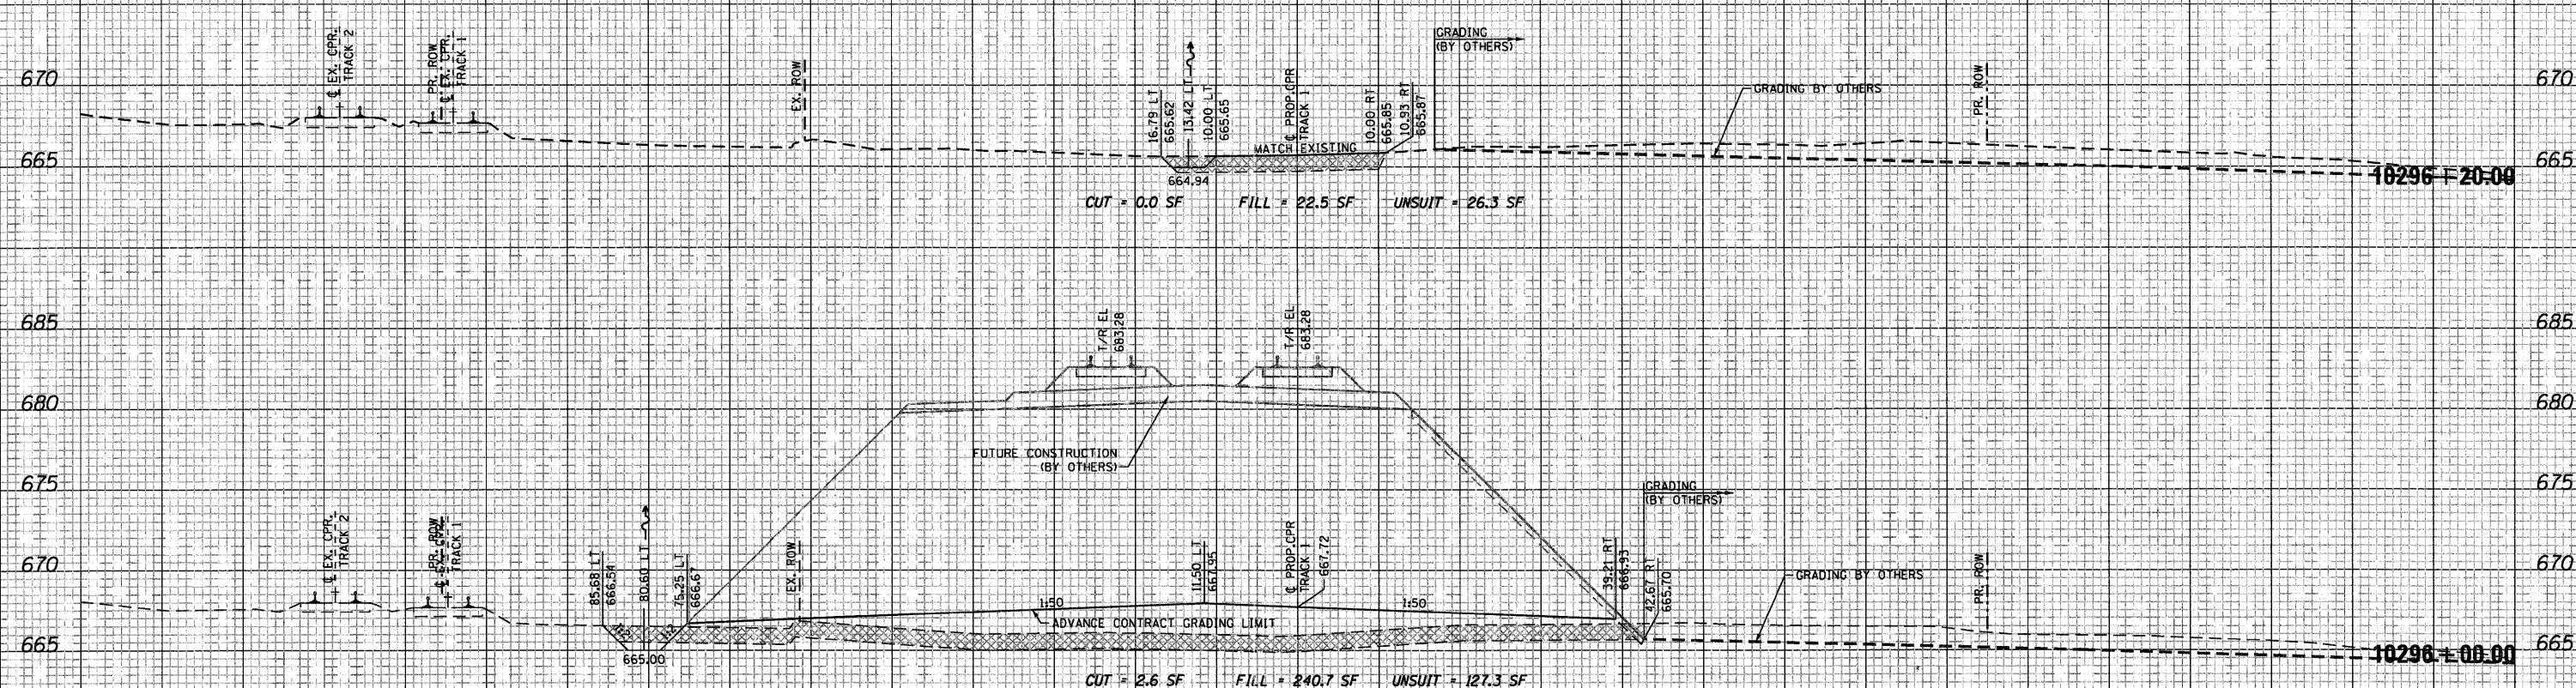 670
℄ EX. CPR.
TRACK 2
PR. ROW
℄ EX. CPR.
TRACK 1
EX. ROW
16.79 LT
665.62
13.42 LT
10.00 LT
665.65
℄ PROP.CPR
TRACK 1
10.00 RT
665.85
10.93 RT
665.87
GRADING
(BY OTHERS)
GRADING BY OTHERS
PR. ROW
670
665
MATCH EXISTING
665
664.94
10296 + 20.00
CUT = 0.0 SF FILL = 22.5 SF UNSUIT = 26.3 SF
685
T/R EL
683.28
T/R EL
683.28
685
680
680
FUTURE CONSTRUCTION
(BY OTHERS)
675
GRADING
(BY OTHERS)
675
670
℄ EX. CPR.
TRACK 2
PR. ROW
℄ EX. CPR.
TRACK 1
85.68 LT
666.54
80.60 LT
75.25 LT
666.67
EX. ROW
11.50 LT
667.95
℄ PROP.CPR
TRACK 1
667.72
39.21 RT
666.93
42.67 RT
665.70
GRADING BY OTHERS
PR. ROW
670
1:50
1:50
ADVANCE CONTRACT GRADING LIMIT
1:2
1:2
665
665.00
665
10296 + 00.00
CUT = 2.6 SF FILL = 240.7 SF UNSUIT = 127.3 SF